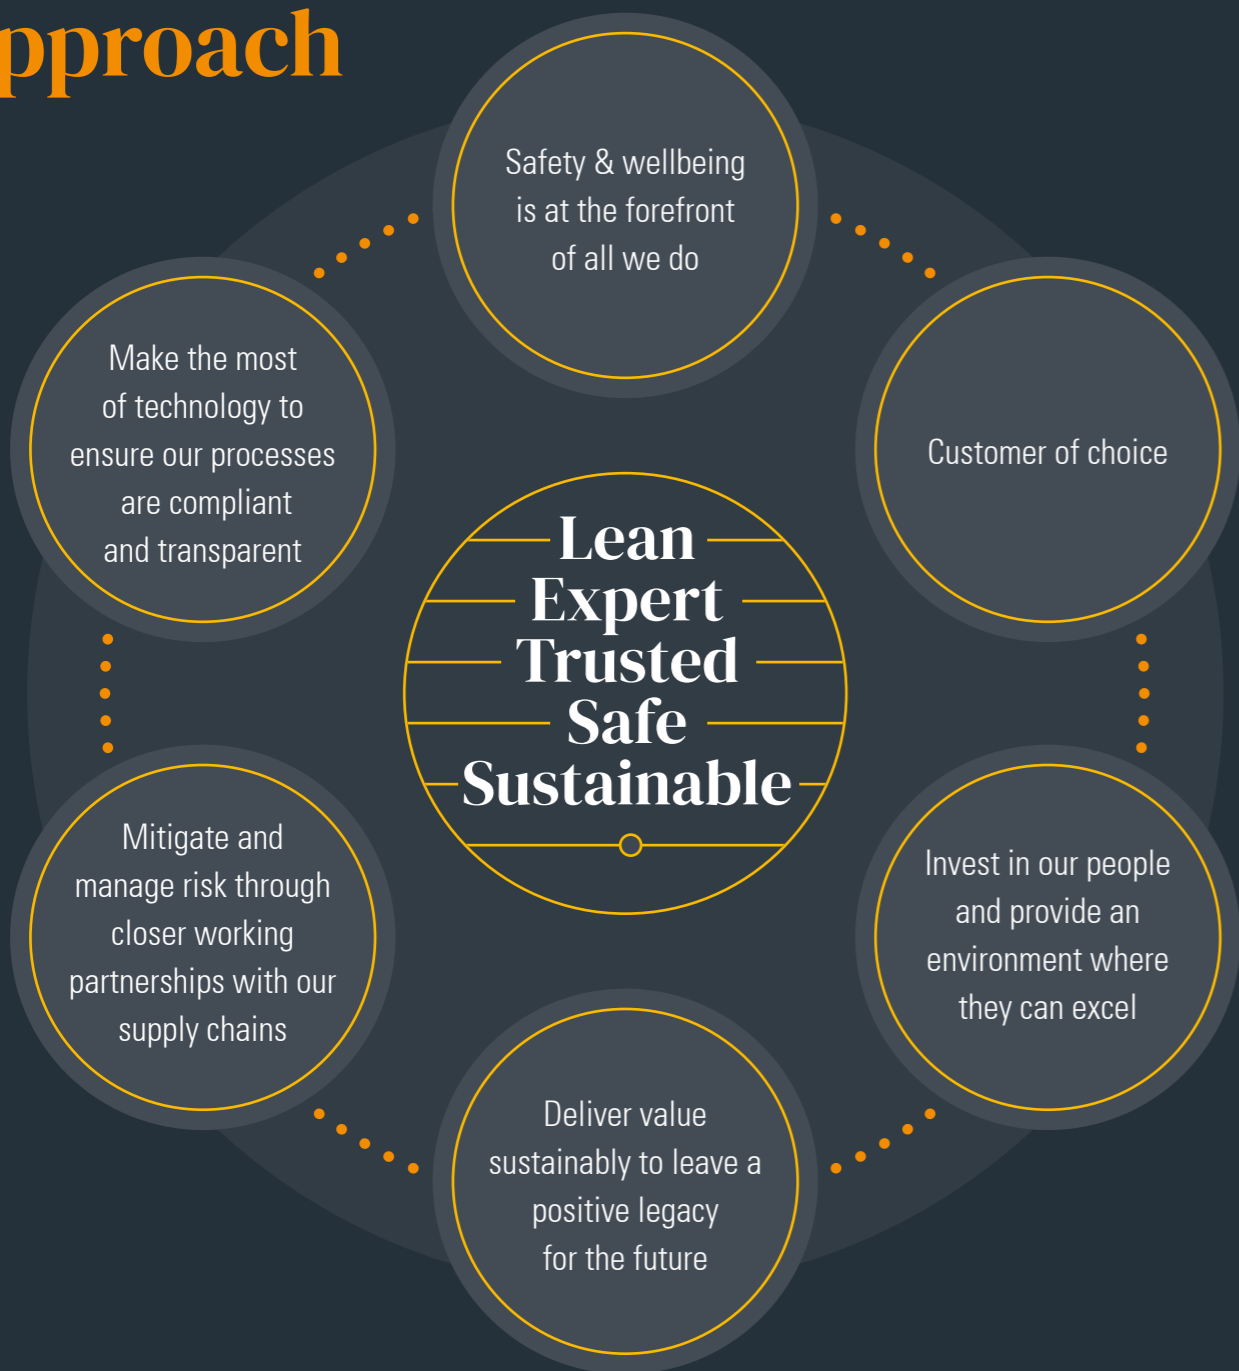 pproach
Safety & wellbeing
is at the forefront
of all we do
Customer of choice
Invest in our people
and provide an
environment where
they can excel
Deliver value
sustainably to leave a
positive legacy
for the future
Mitigate and
manage risk through
closer working
partnerships with our
supply chains
Make the most
of technology to
ensure our processes
are compliant
and transparent
Lean
Expert
Trusted
Safe
Sustainable